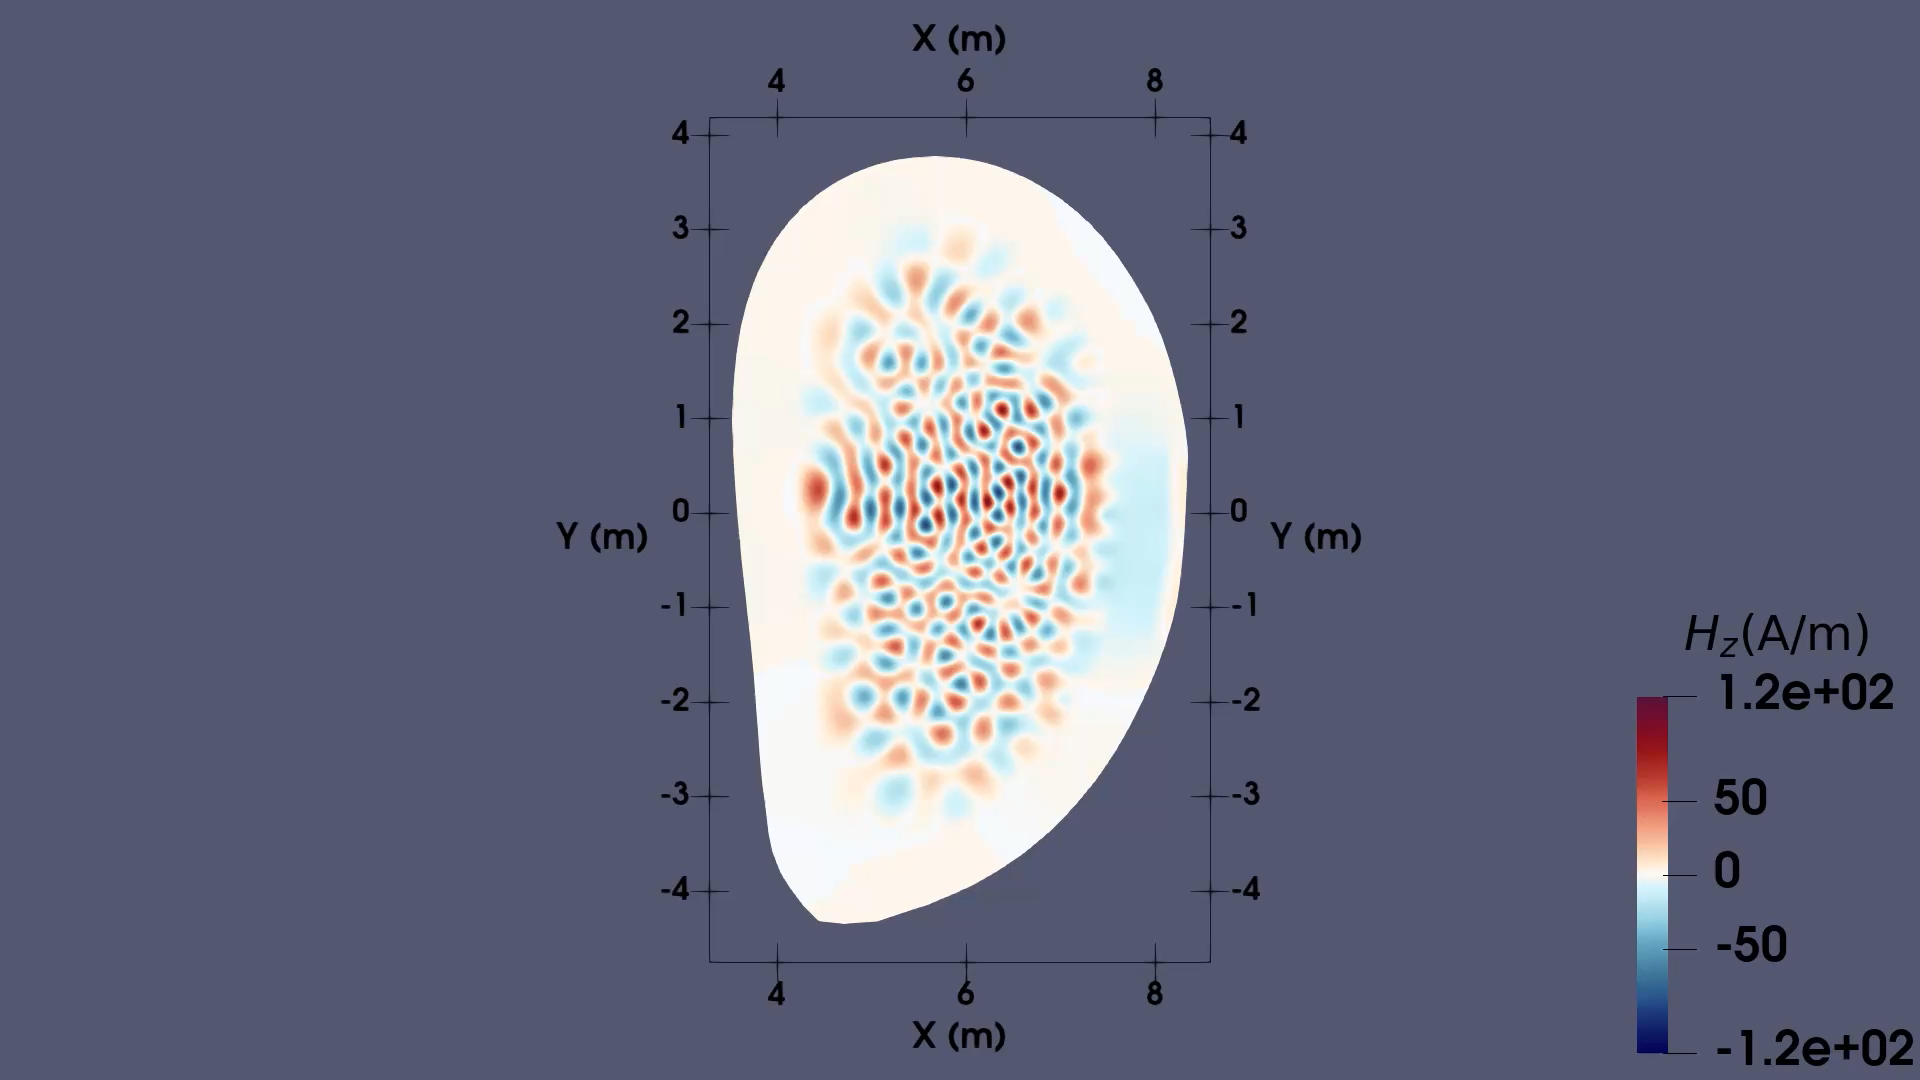 X (m)
4 6 8
4 4
3 3
2 2
1 1
0 0
Y (m) Y (m)
-1 -1
-2 -2
-3 -3
-4 -4
4 6 8
X (m)
H_z(A/m)
1.2e+02
50
0
-50
-1.2e+02